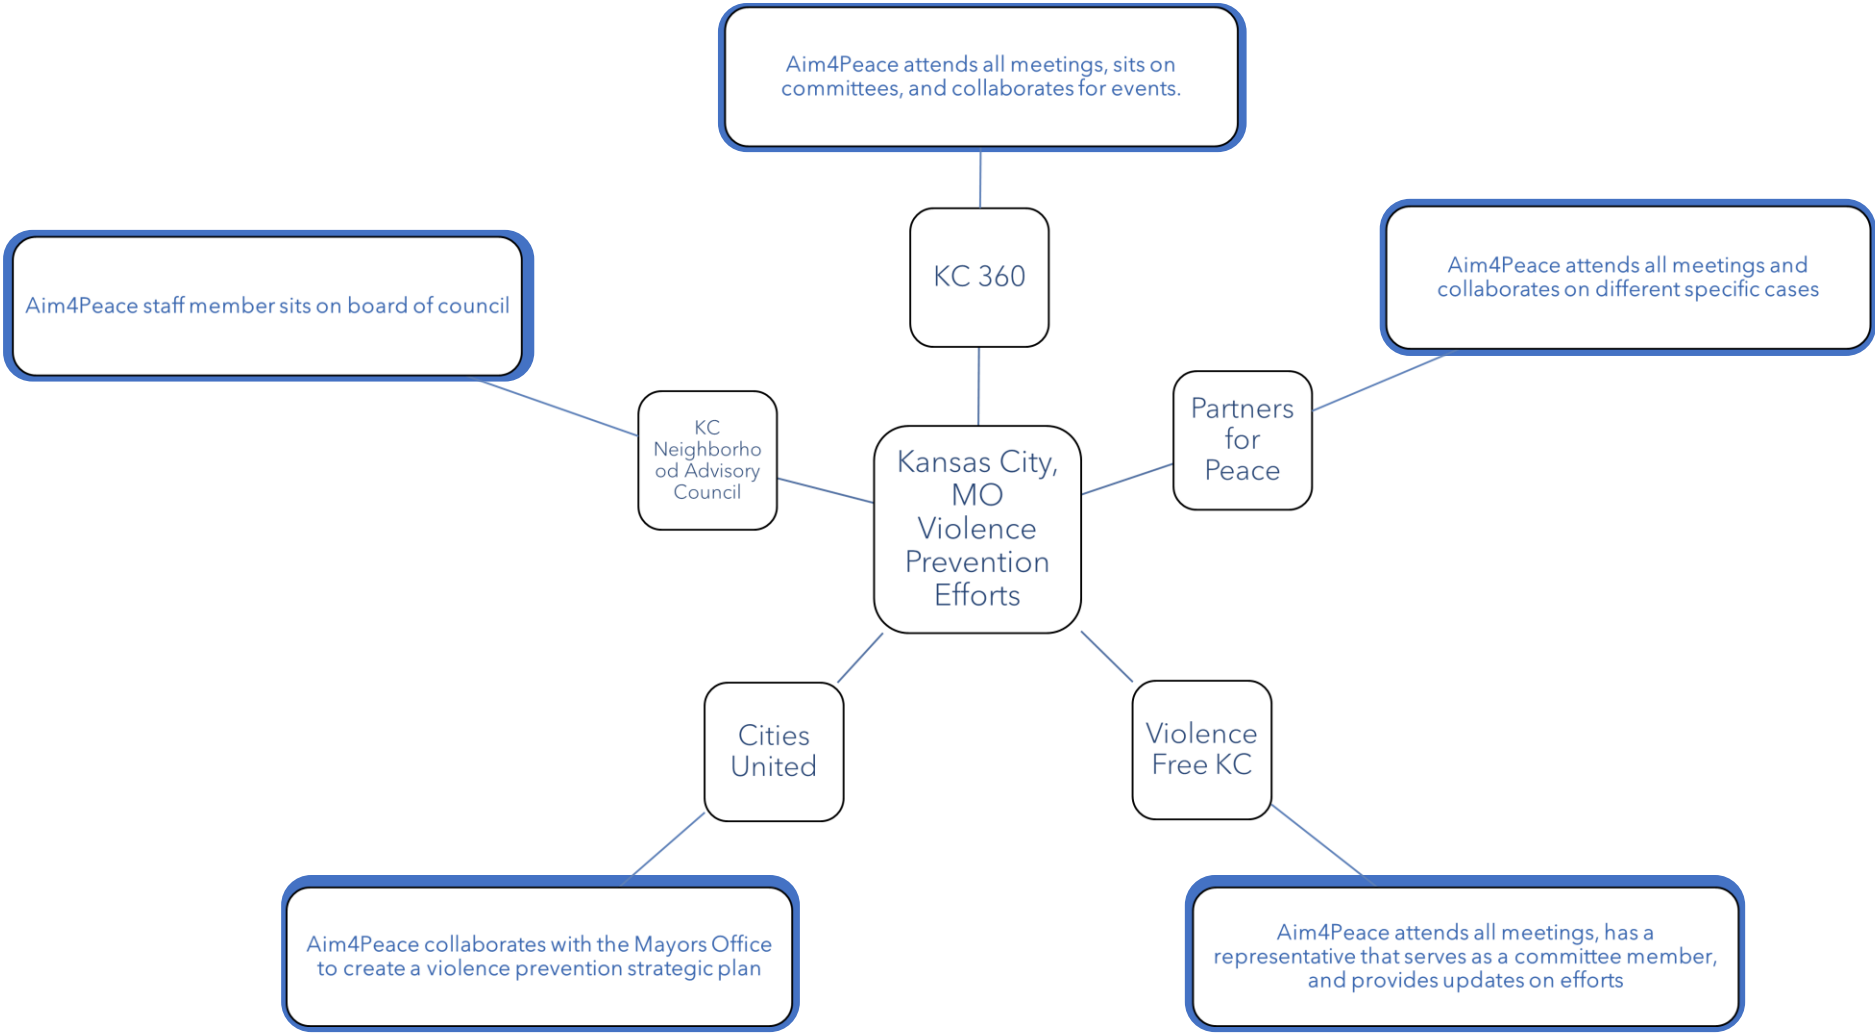 Aim4Peace attends all meetings, sits on
committees, and collaborates for events.
KC 360
Aim4Peace attends all meetings and
collaborates on different specific cases
Aim4Peace staff member sits on board of council
Partners
for
Peace
KC
Neighborho
od Advisory
Council
Kansas City,
MO
Violence
Prevention
Efforts
Cities
United
Violence
Free KC
Aim4Peace collaborates with the Mayors Office
to create a violence prevention strategic plan
Aim4Peace attends all meetings, has a
representative that serves as a committee member,
and provides updates on efforts